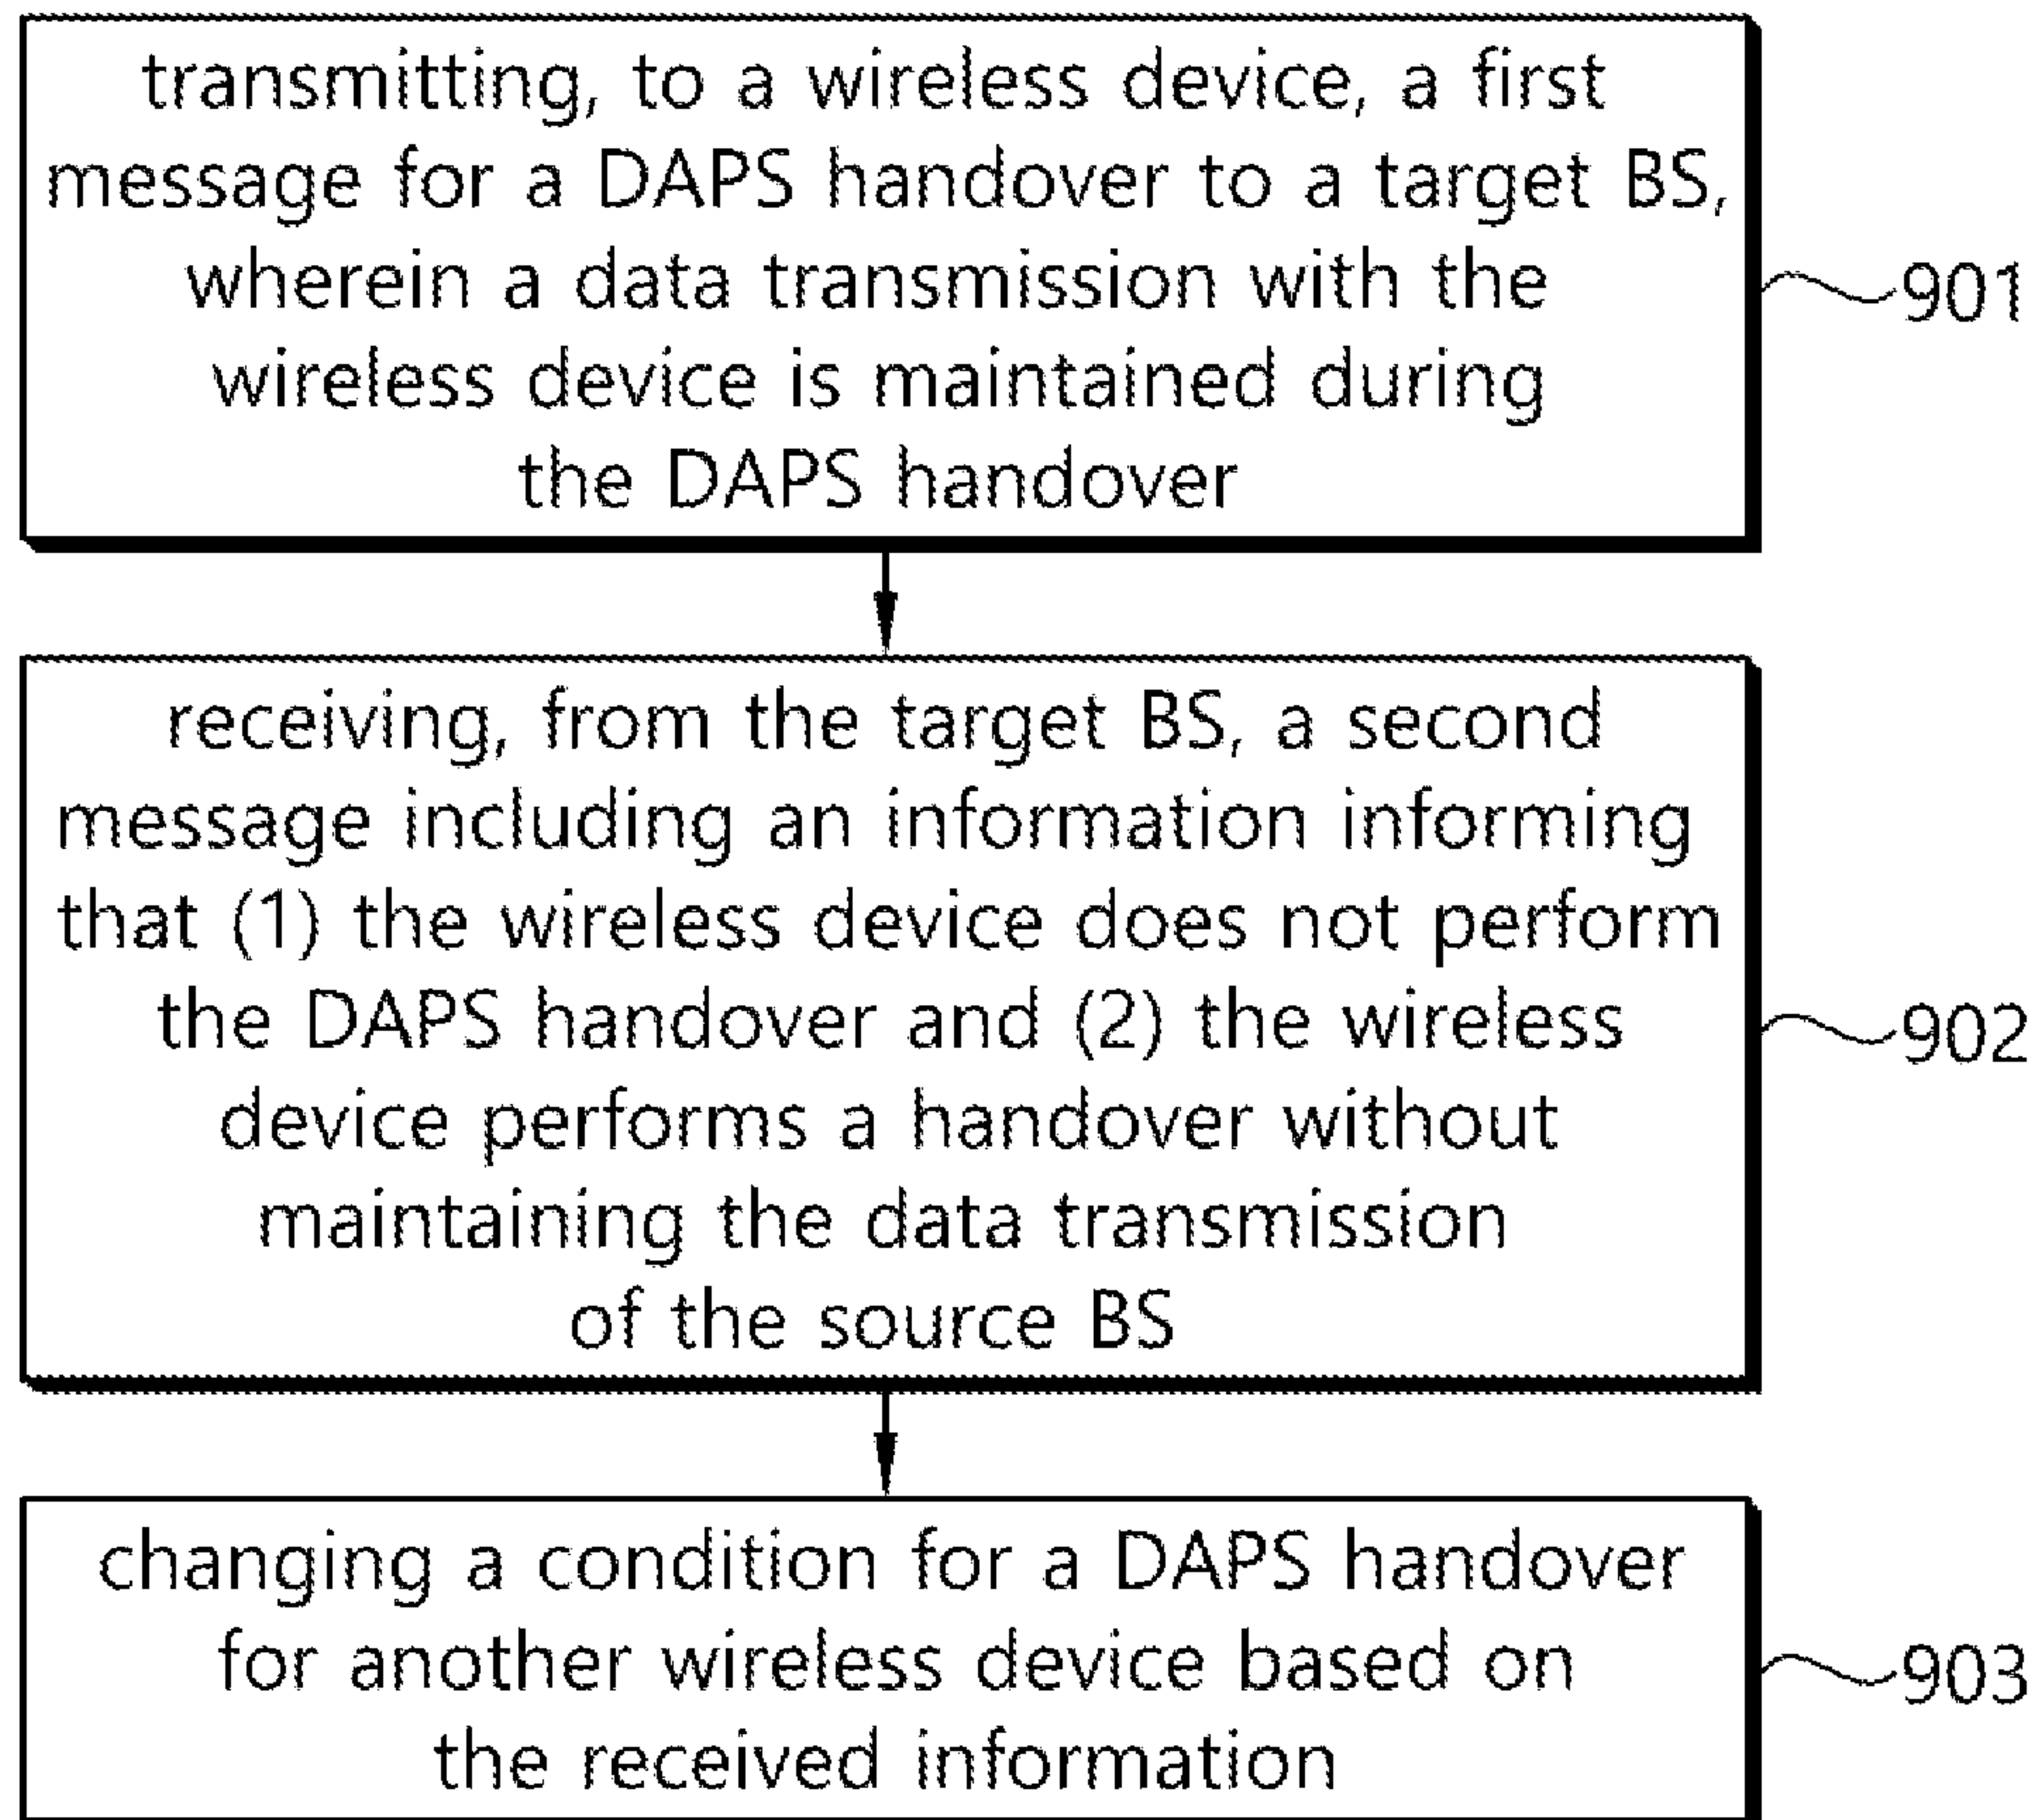 transmitting, to a wireless device, a first
message for a DAPS handover to a target BS,
wherein a data transmission with the
wireless device is maintained during
the DAPS handover
901
receiving, from the target BS, a second
message including an information informing
that (1) the wireless device does not perform
the DAPS handover and (2) the wireless
device performs a handover without
maintaining the data transmission
of the source BS
902
changing a condition for a DAPS handover
for another wireless device based on
the received information
903